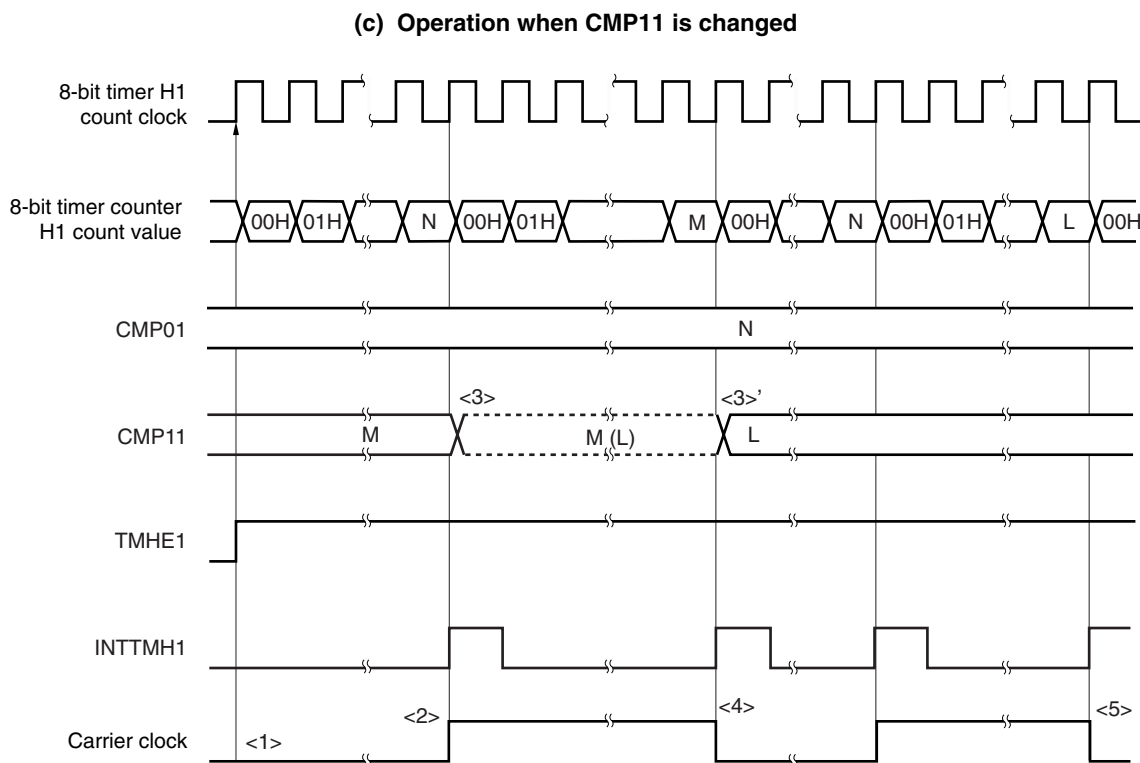 (c) Operation when CMP11 is changed
8-bit timer H1
count clock
8-bit timer counter
H1 count value
00H 01H N 00H 01H M 00H N 00H 01H L 00H
CMP01
N
<3> <3>’
CMP11
M M (L) L
TMHE1
INTTMH1
<2> <4> <5>
Carrier clock
<1>